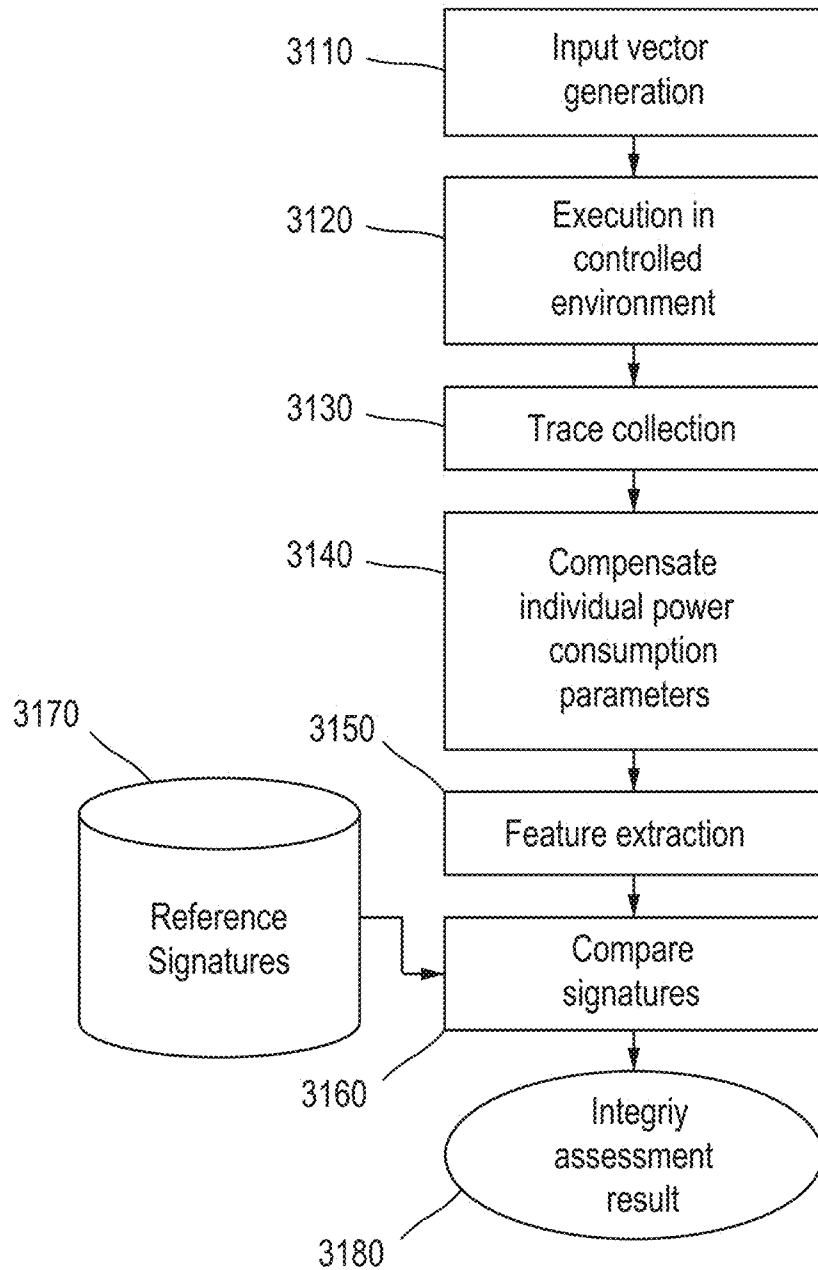 3110
Input vector
generation
3120
Execution in
controlled
environment
3130
Trace collection
3140
Compensate
individual power
consumption
parameters
3170
3150
Feature extraction
Reference
Signatures
Compare
signatures
3160
Integriy
assessment
result
3180